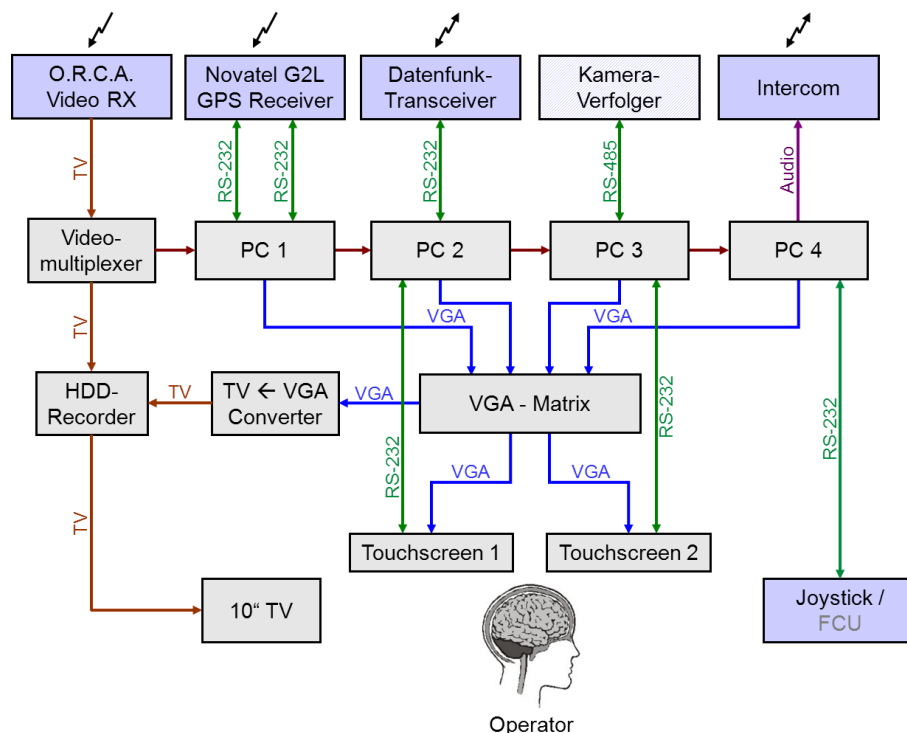 O.R.C.A.
Video RX
Novatel G2L
GPS Receiver
Datenfunk-
Transceiver
Kamera-
Verfolger
Intercom
TV
RS-232
RS-232
RS-232
RS-485
Audio
Video-
multiplexer
PC 1
PC 2
PC 3
PC 4
TV
VGA
VGA
HDD-
Recorder
TV
TV ← VGA
Converter
VGA
VGA - Matrix
RS-232
RS-232
RS-232
VGA
VGA
TV
Touchscreen 1
Touchscreen 2
10“ TV
Joystick /
FCU
Operator